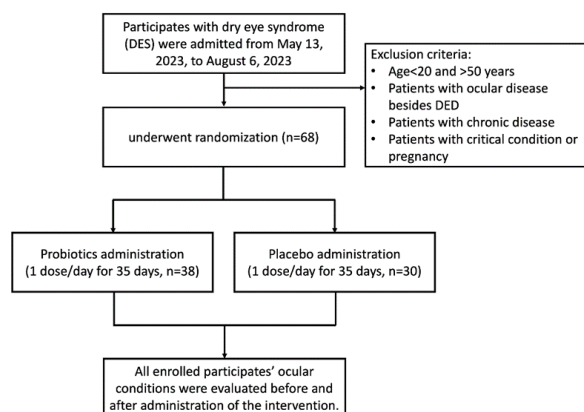 Participates with dry eye syndrome
(DES) were admitted from May 13,
2023, to August 6, 2023
Exclusion criteria:
• Age<20 and >50 years
• Patients with ocular disease
besides DED
• Patients with chronic disease
• Patients with critical condition or
pregnancy
underwent randomization (n=68)
Probiotics administration
(1 dose/day for 35 days, n=38)
Placebo administration
(1 dose/day for 35 days, n=30)
All enrolled participates’ ocular
conditions were evaluated before and
after administration of the intervention.